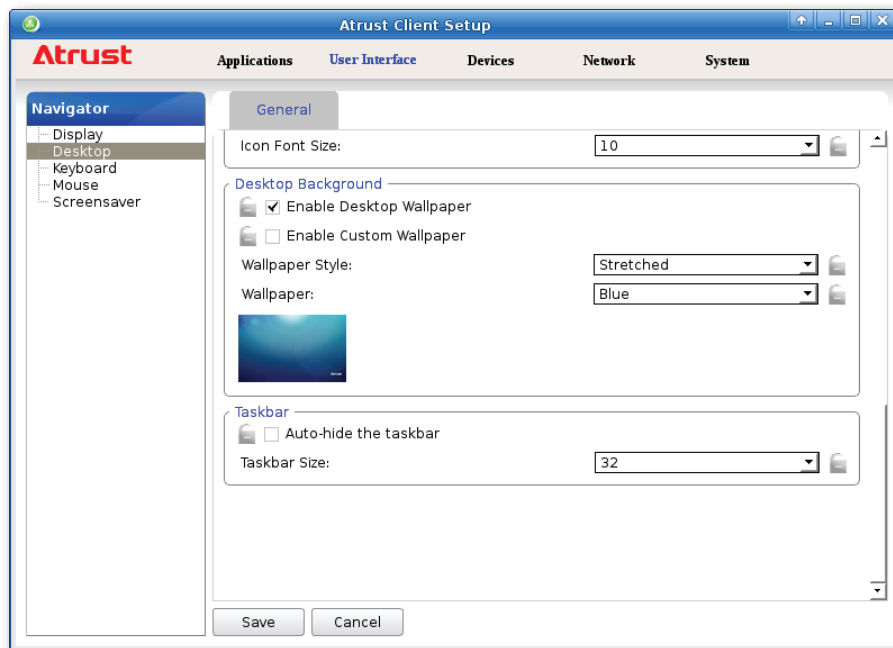 Atrust Client Setup
Atrust
Applications User Interface Devices Network System
Navigator
Display
Desktop
Keyboard
Mouse
Screensaver
General
Icon Font Size: 10
Desktop Background
Enable Desktop Wallpaper
Enable Custom Wallpaper
Wallpaper Style: Stretched
Wallpaper: Blue
Atrust
Taskbar
Auto-hide the taskbar
Taskbar Size: 32
Save Cancel